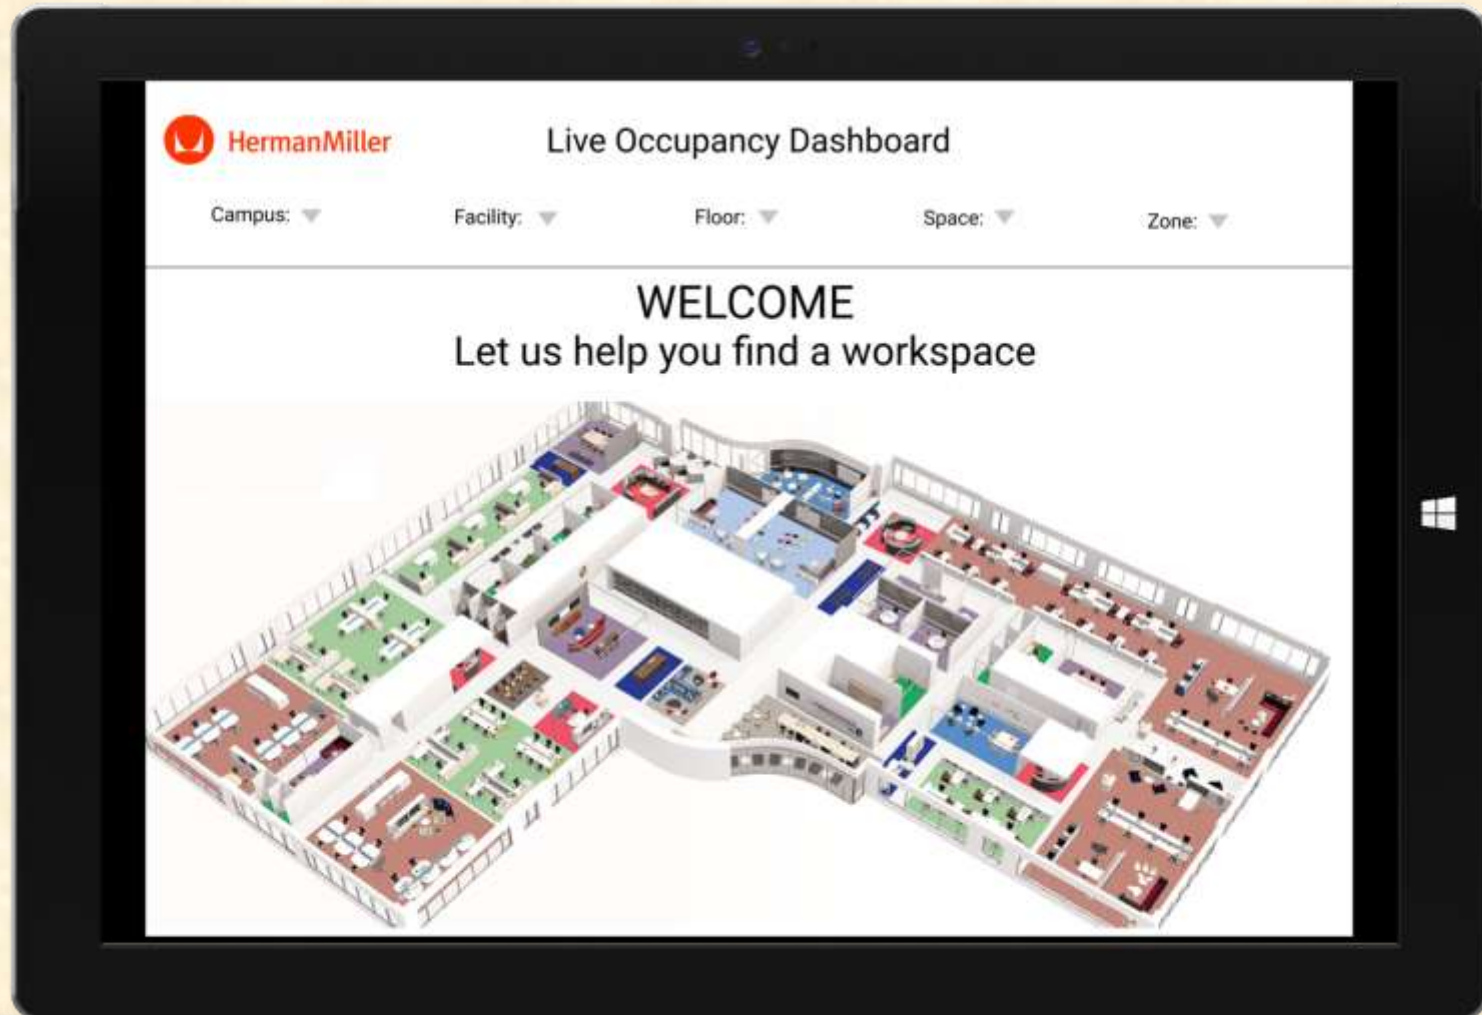 HermanMiller
Live Occupancy Dashboard
Campus:
Facility:
Floor:
Space:
Zone:
WELCOME
Let us help you find a workspace